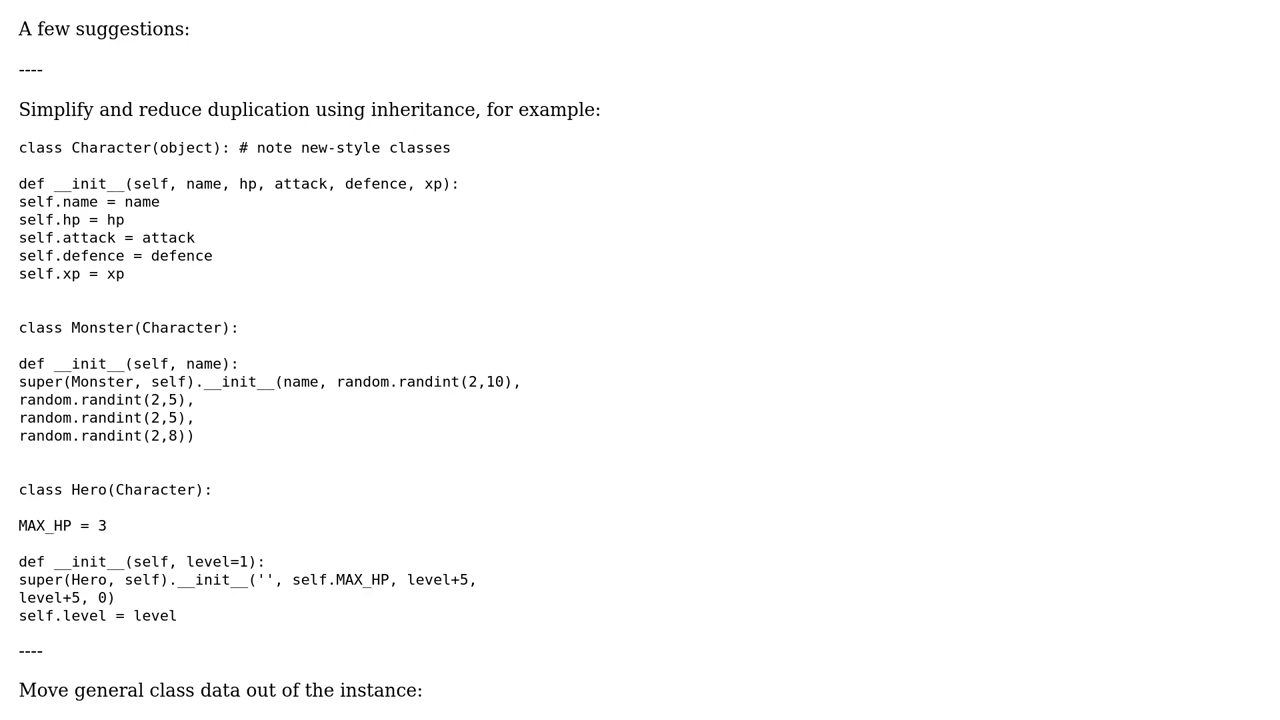 A few suggestions:
----
Simplify and reduce duplication using inheritance, for example:
class Character(object): # note new-style classes
def __init__(self, name, hp, attack, defence, xp):
self.name = name
self.hp = hp
self.attack = attack
self.defence = defence
self.xp = xp
class Monster(Character):
def __init__(self, name):
super(Monster, self).__init__(name, random.randint(2,10),
random.randint(2,5),
random.randint(2,5),
random.randint(2,8))
class Hero(Character):
MAX_HP = 3
def __init__(self, level=1):
super(Hero, self).__init__('', self.MAX_HP, level+5,
level+5, 0)
self.level = level
----
Move general class data out of the instance: